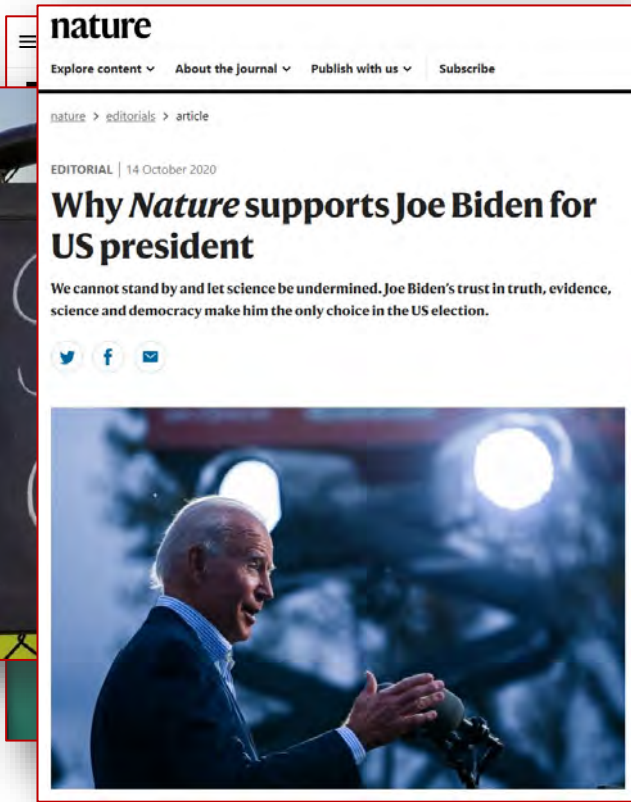 nature
Explore content About the journal Publish with us Subscribe
nature > editorials > article
EDITORIAL | 14 October 2020
Why Nature supports Joe Biden for
US president
We cannot stand by and let science be undermined. Joe Biden's trust in truth, evidence,
science and democracy make him the only choice in the US election.